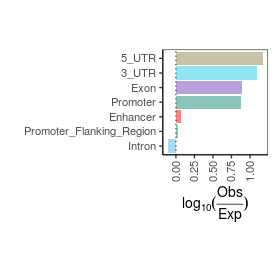 5_UTR
3_UTR
Exon
Promoter
Enhancer
Promoter_Flanking_Region
Intron
0.00
0.25
0.50
0.75
1.00
log10(Obs/Exp)